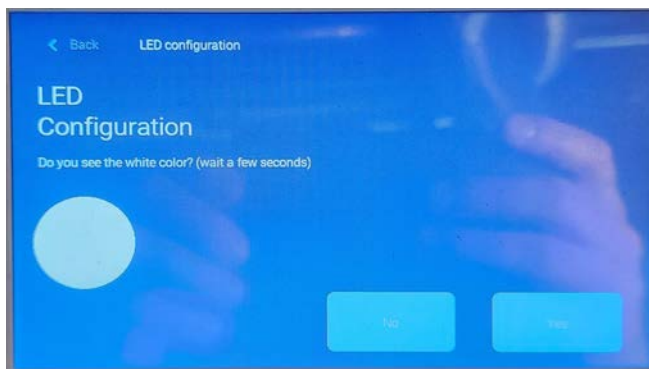 Back LED configuration
LED
Configuration
Do you see the white color? (wait a few seconds)
No Yes